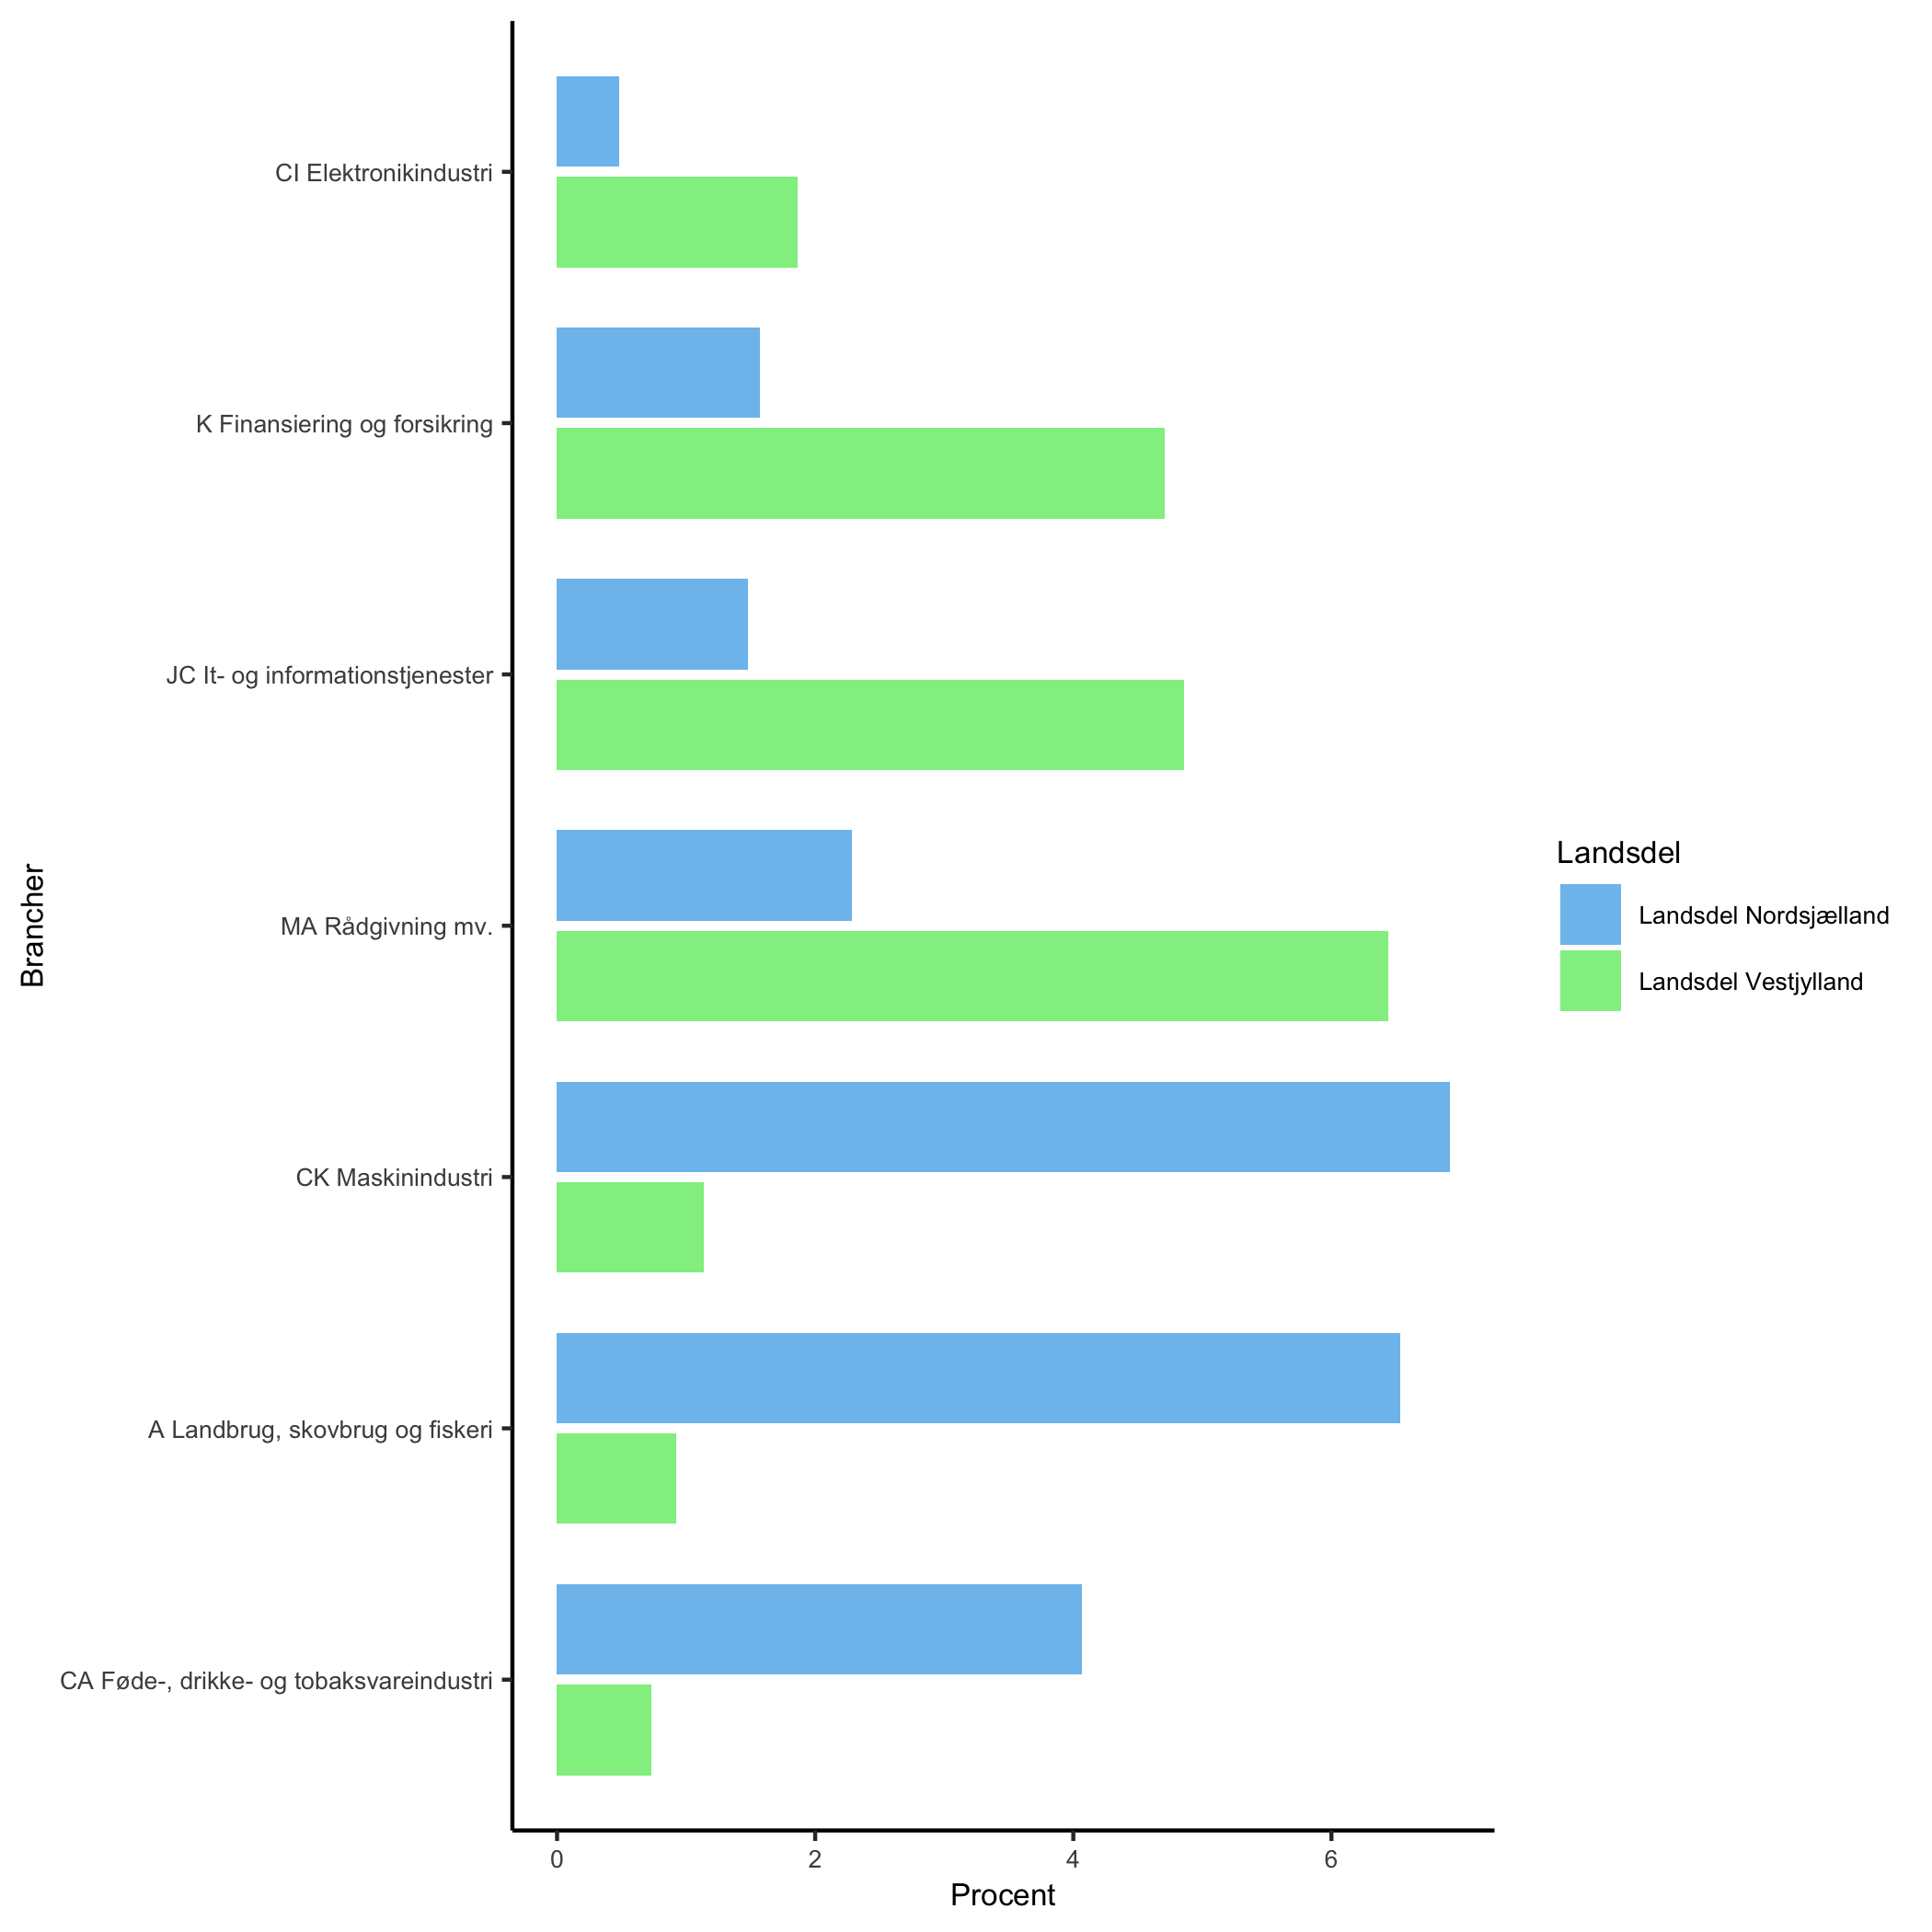 CI Elektronikindustri
K Finansiering og forsikring
JC It- og informationstjenester
MA Rådgivning mv.
CK Maskinindustri
A Landbrug, skovbrug og fiskeri
CA Føde-, drikke- og tobaksvareindustri
Brancher
0 2 4 6
Procent
Landsdel
Landsdel Nordsjælland
Landsdel Vestjylland